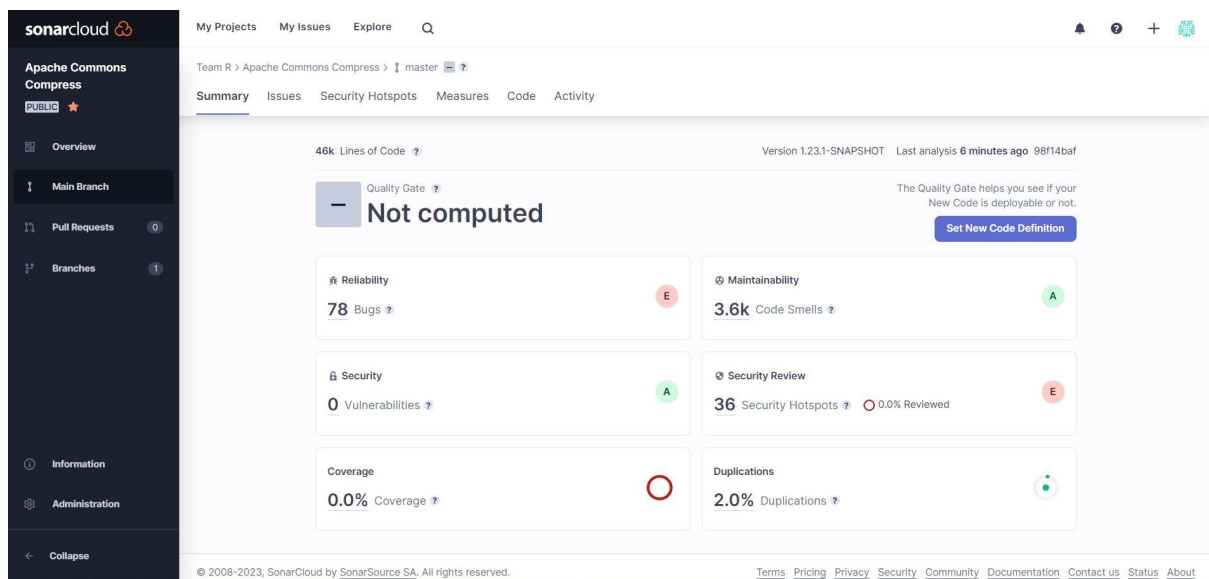 sonarcloud
My Projects My Issues Explore
Apache Commons Compress
PUBLIC
Overview
Main Branch
Pull Requests 0
Branches 1
Information
Administration
Collapse
Team R > Apache Commons Compress > master – ?
Summary Issues Security Hotspots Measures Code Activity
46k Lines of Code ?
Version 1.23.1-SNAPSHOT Last analysis 6 minutes ago 98f14baf
Quality Gate ?
Not computed
The Quality Gate helps you see if your
New Code is deployable or not.
Set New Code Definition
Reliability
78 Bugs ?
E
Maintainability
3.6k Code Smells ?
A
Security
0 Vulnerabilities ?
A
Security Review
36 Security Hotspots ? 0.0% Reviewed
E
Coverage
0.0% Coverage ?
Duplications
2.0% Duplications ?
© 2008-2023, SonarCloud by SonarSource SA. All rights reserved.
Terms Pricing Privacy Security Community Documentation Contact us Status About